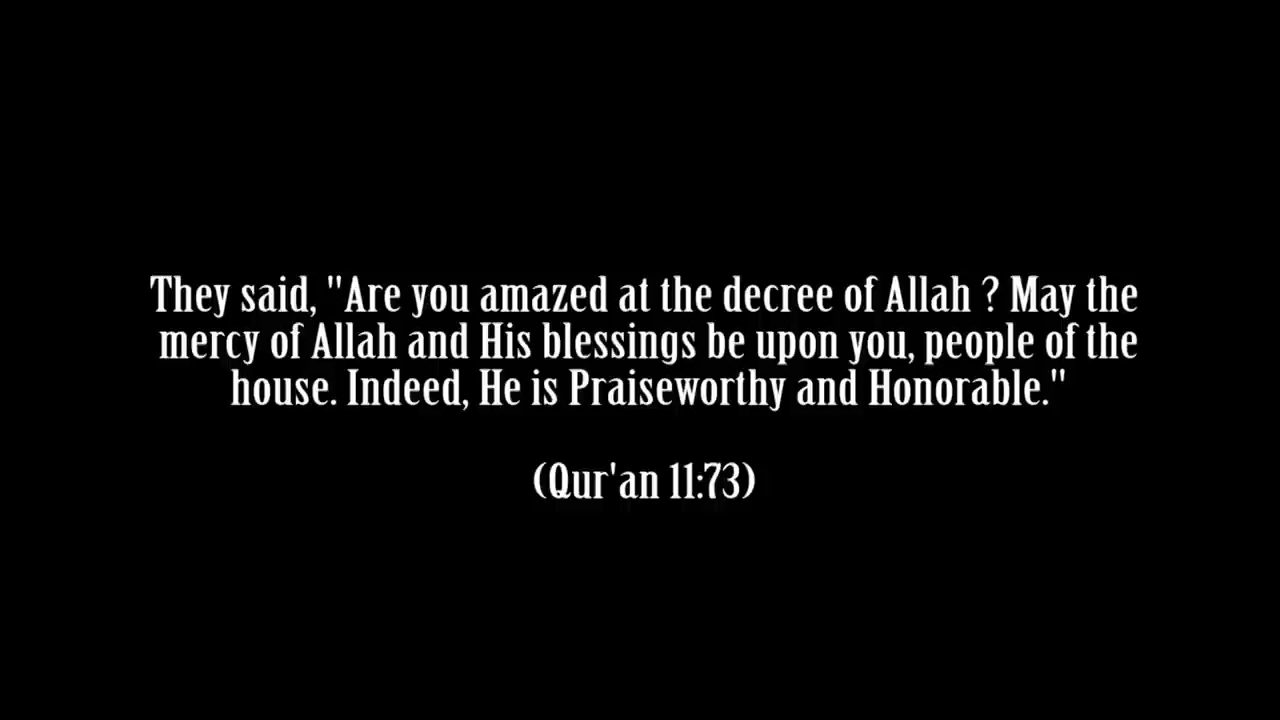 They said, "Are you amazed at the decree of Allah ? May the
mercy of Allah and His blessings be upon you, people of the
house. Indeed, He is Praiseworthy and Honorable."
(Qur'an 11:73)